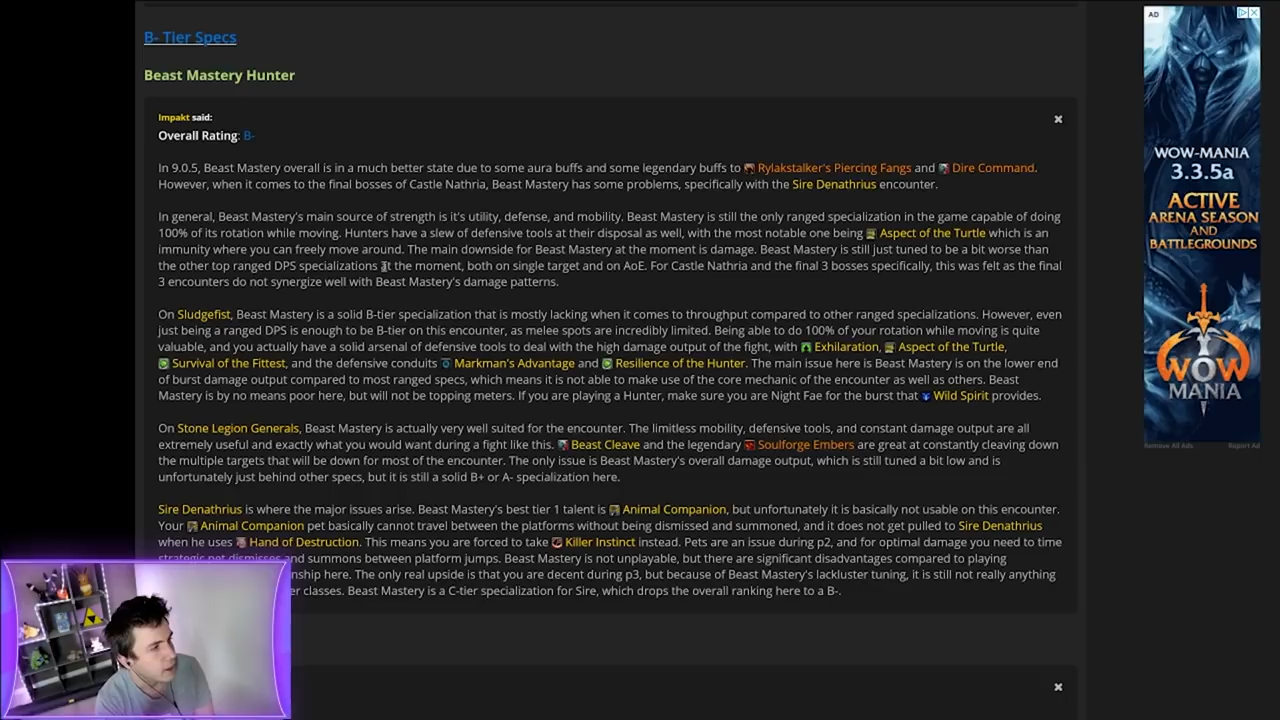 B- Tier Specs
Beast Mastery Hunter
Impakt said:
Overall Rating: B-
In 9.0.5, Beast Mastery overall is in a much better state due to some aura buffs and some legendary buffs to Rylakstalker's Piercing Fangs and Dire Command.
However, when it comes to the final bosses of Castle Nathria, Beast Mastery has some problems, specifically with the Sire Denathrius encounter.
In general, Beast Mastery's main source of strength is it's utility, defense, and mobility. Beast Mastery is still the only ranged specialization in the game capable of doing
100% of its rotation while moving. Hunters have a slew of defensive tools at their disposal as well, with the most notable one being Aspect of the Turtle which is an
immunity where you can freely move around. The main downside for Beast Mastery at the moment is damage. Beast Mastery is still just tuned to be a bit worse than
the other top ranged DPS specializations at the moment, both on single target and on AoE. For Castle Nathria and the final 3 bosses specifically, this was felt as the final
3 encounters do not synergize well with Beast Mastery's damage patterns.
On Sludgefist, Beast Mastery is a solid B-tier specialization that is mostly lacking when it comes to throughput compared to other ranged specializations. However, even
just being a ranged DPS is enough to be B-tier on this encounter, as melee spots are incredibly limited. Being able to do 100% of your rotation while moving is quite
valuable, and you actually have a solid arsenal of defensive tools to deal with the high damage output of the fight, with Exhilaration, Aspect of the Turtle,
Survival of the Fittest, and the defensive conduits Markman's Advantage and Resilience of the Hunter. The main issue here is Beast Mastery is on the lower end
of burst damage output compared to most ranged specs, which means it is not able to make use of the core mechanic of the encounter as well as others. Beast
Mastery is by no means poor here, but will not be topping meters. If you are playing a Hunter, make sure you are Night Fae for the burst that Wild Spirit provides.
On Stone Legion Generals, Beast Mastery is actually very well suited for the encounter. The limitless mobility, defensive tools, and constant damage output are all
extremely useful and exactly what you would want during a fight like this. Beast Cleave and the legendary Soulforge Embers are great at constantly cleaving down
the multiple targets that will be down for most of the encounter. The only issue is Beast Mastery's overall damage output, which is still tuned a bit low and is
unfortunately just behind other specs, but it is still a solid B+ or A- specialization here.
Sire Denathrius is where the major issues arise. Beast Mastery's best tier 1 talent is Animal Companion, but unfortunately it is basically not usable on this encounter.
Your Animal Companion pet basically cannot travel between the platforms without being dismissed and summoned, and it does not get pulled to Sire Denathrius
when he uses Hand of Destruction. This means you are forced to take Killer Instinct instead. Pets are an issue during p2, and for optimal damage you need to time
strategic pet dismisses and summons between platform jumps. Beast Mastery is not unplayable, but there are significant disadvantages compared to playing
here. The only real upside is that you are decent during p3, but because of Beast Mastery's lackluster tuning, it is still not really anything
classes. Beast Mastery is a C-tier specialization for Sire, which drops the overall ranking here to a B-.
AD
WOW-MANIA
3.3.5a
ACTIVE
ARENA SEASON
AND
BATTLEGROUNDS
WOW
MANIA
Remove All Ads
Report Ad